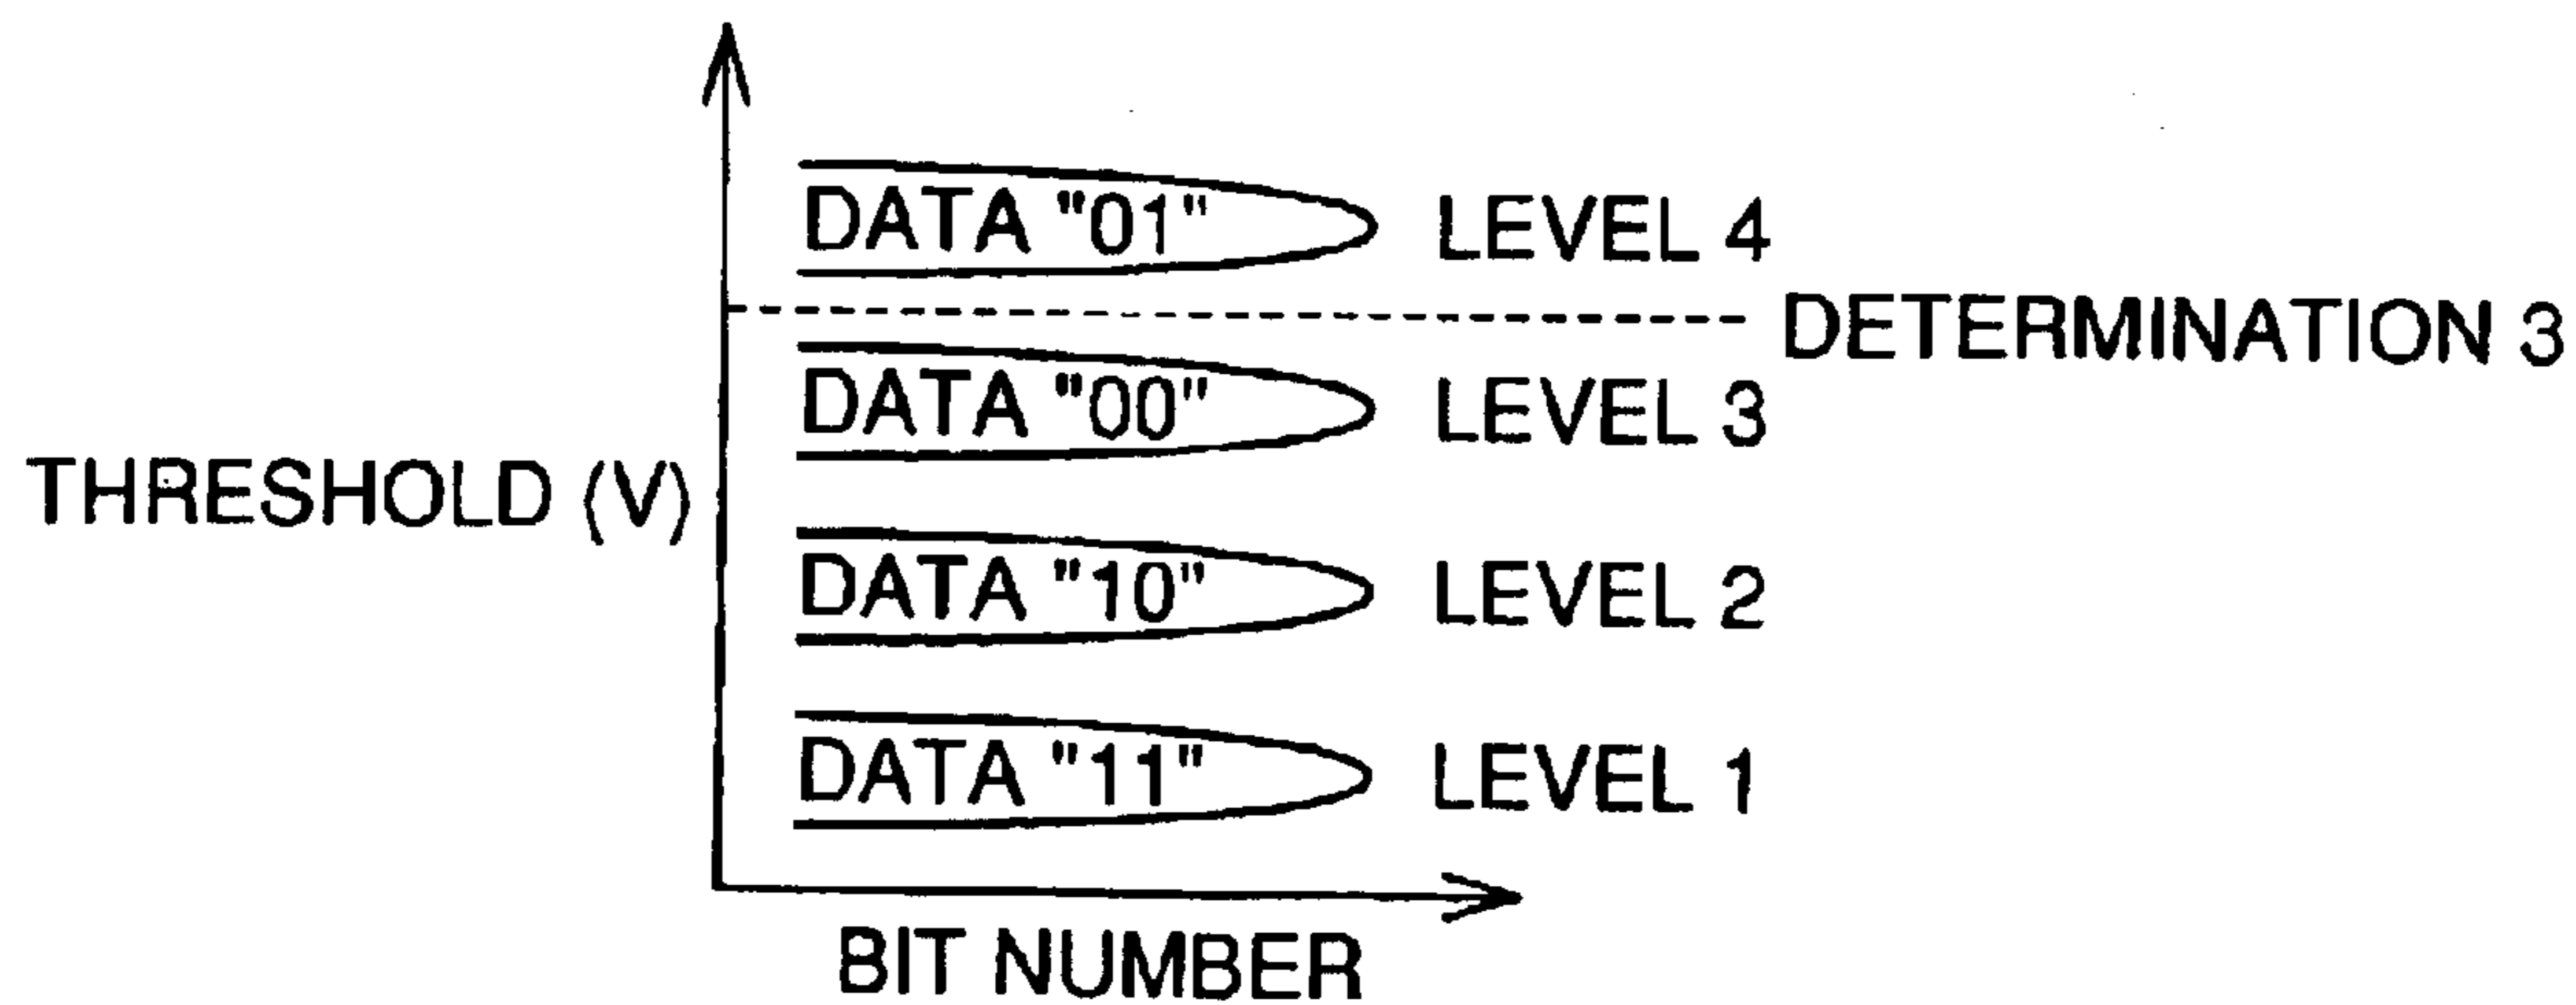 DATA "01" LEVEL 4
DETERMINATION 3
DATA "00" LEVEL 3
THRESHOLD (V)
DATA "10" LEVEL 2
DATA "11" LEVEL 1
BIT NUMBER